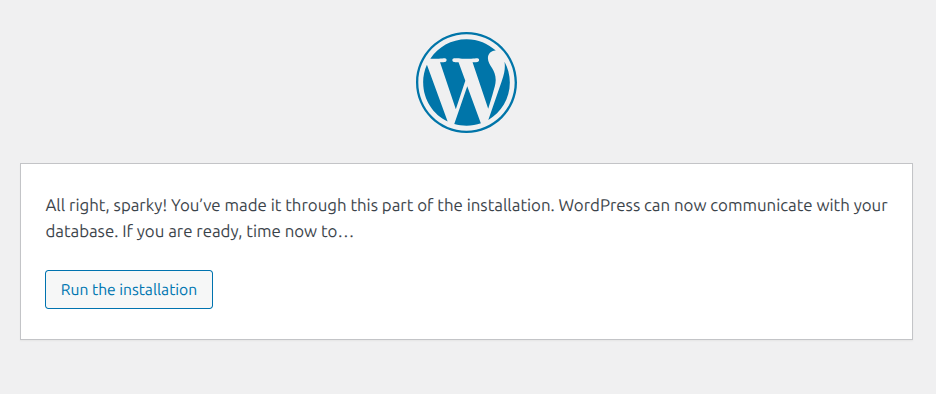 All right, sparky! You’ve made it through this part of the installation. WordPress can now communicate with your
database. If you are ready, time now to…
Run the installation